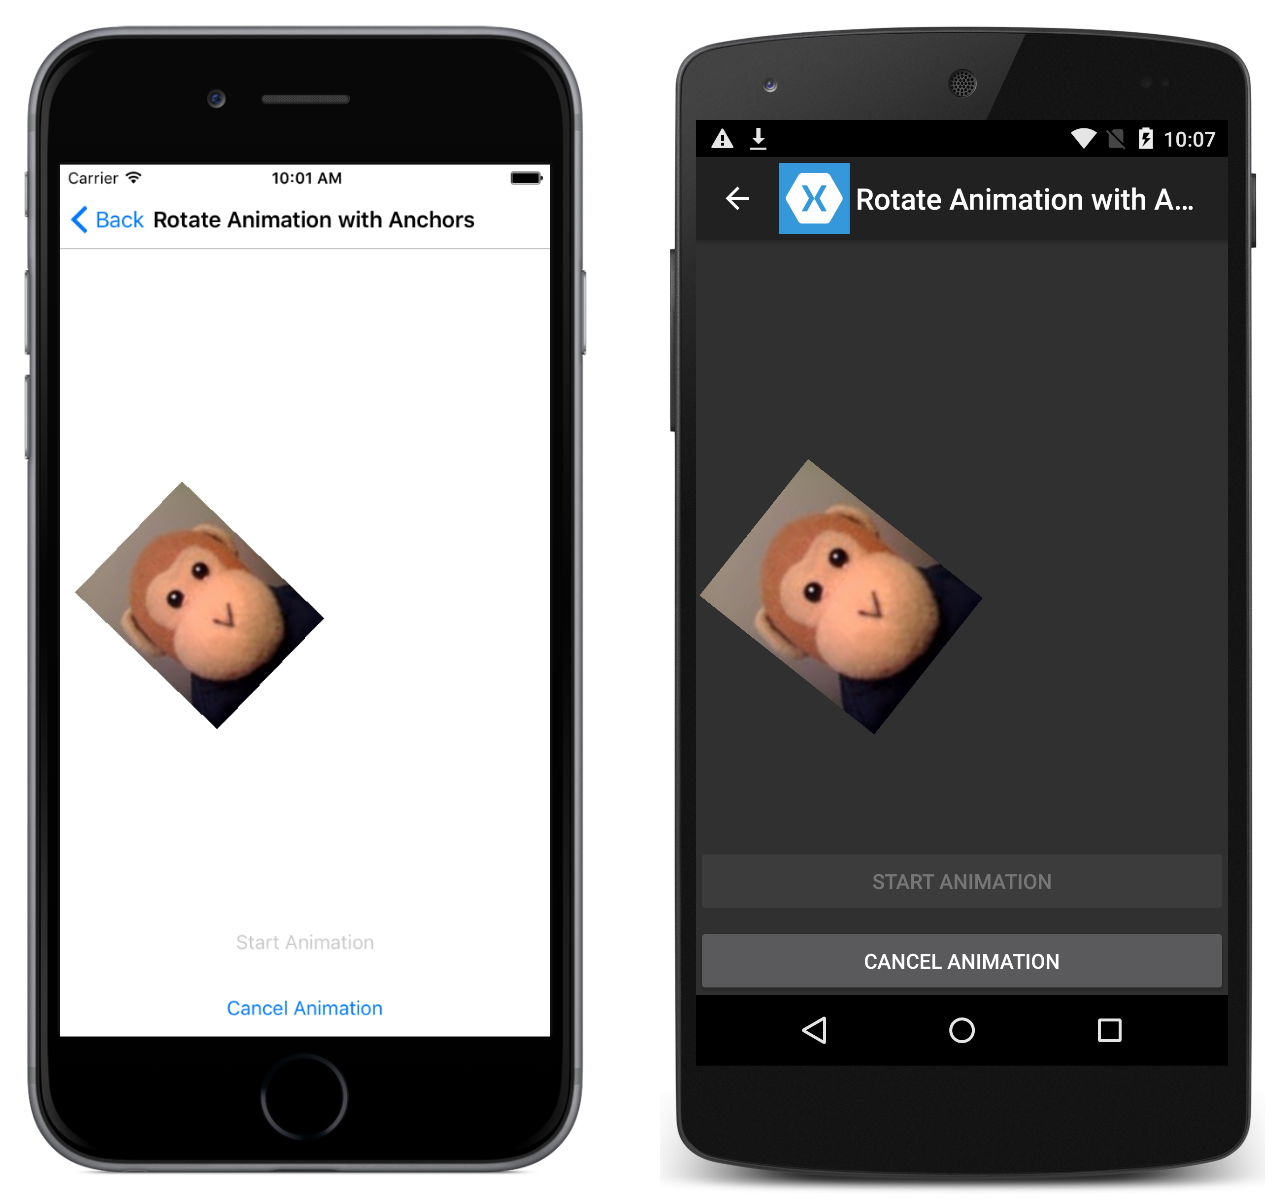 Carrier 10:01 AM
Back Rotate Animation with Anchors
Start Animation
Cancel Animation
10:07
Rotate Animation with A...
START ANIMATION
CANCEL ANIMATION